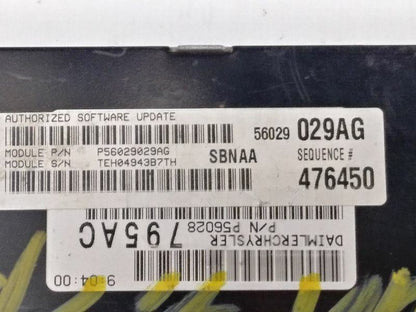 AUTHORIZED SOFTWARE UPDATE
56029 029AG
MODULE P/N P56029029AG
MODULE S/N TEH04943B7TH
SBNAA
SEQUENCE #
476450
DAIMLERCHRYSLER
P/N P56028
795AC
9:04:00